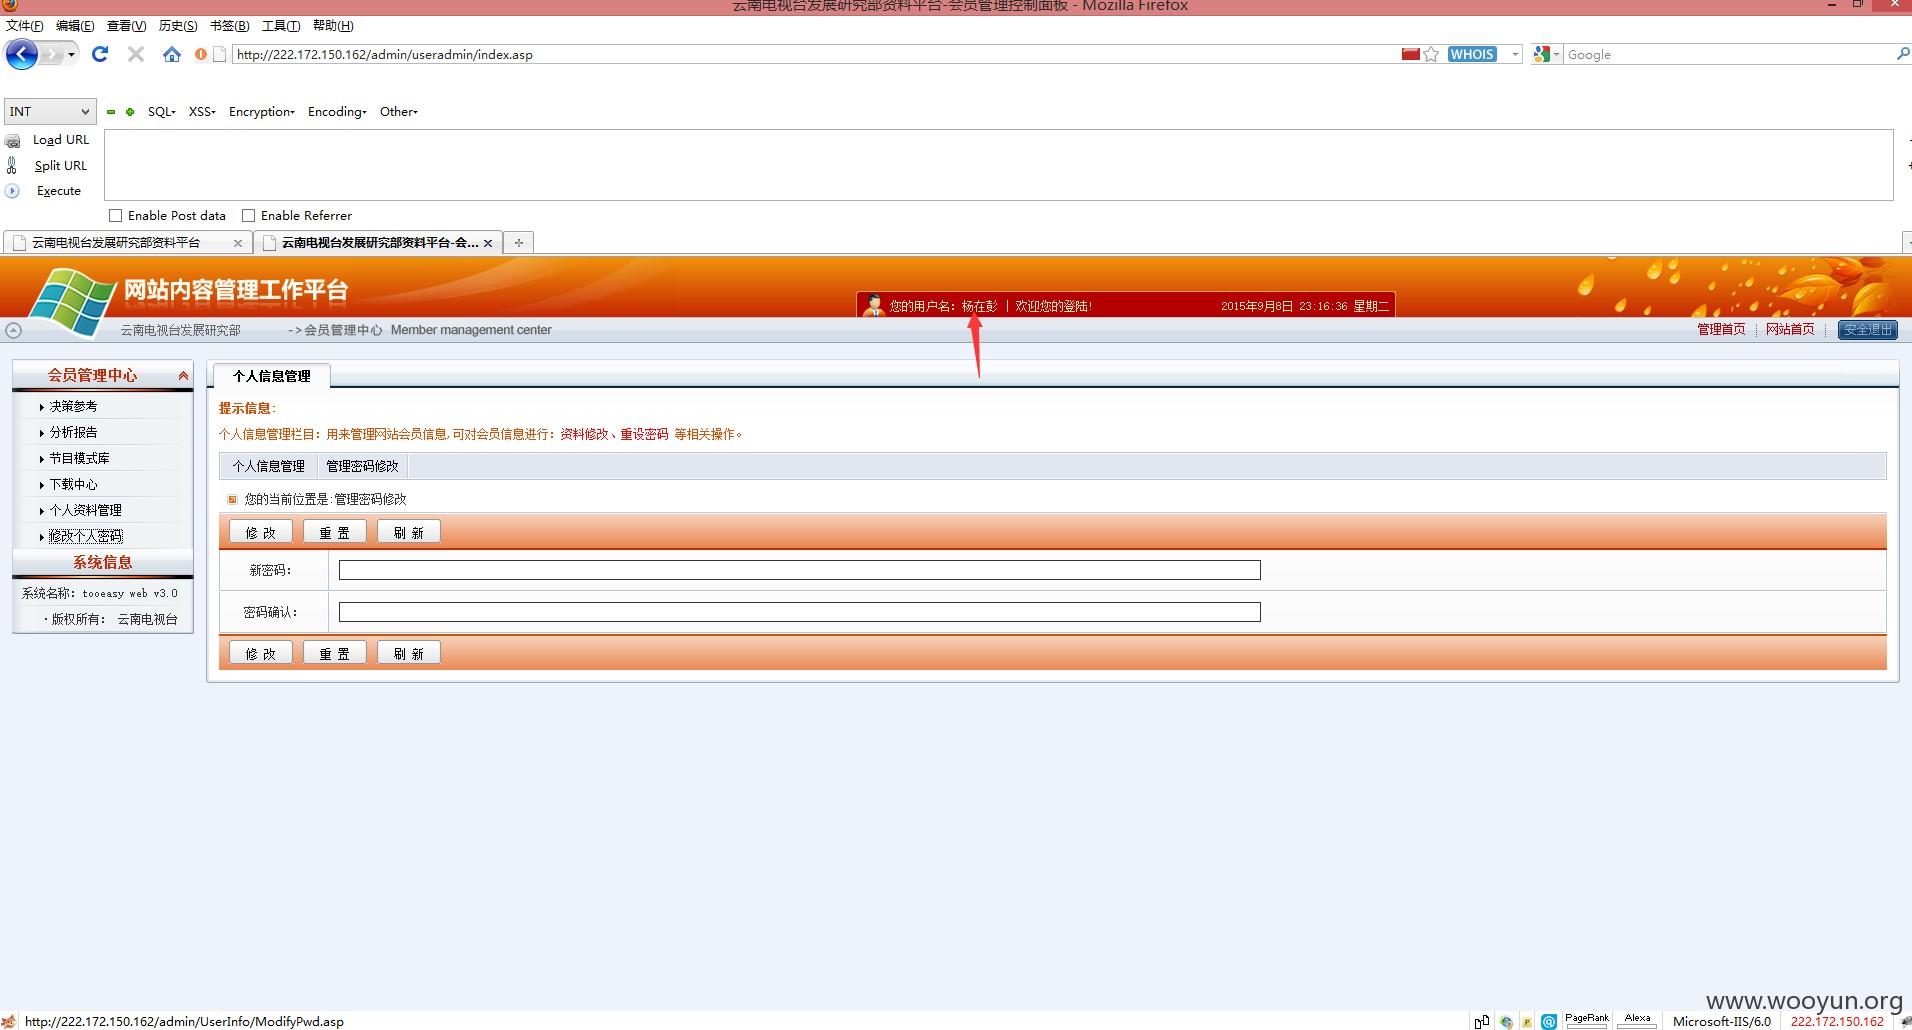 云南电视台发展研究部资料平台-会员管理控制面板 - Mozilla Firefox
文件(F) 编辑(E) 查看(V) 历史(S) 书签(B) 工具(T) 帮助(H)
http://222.172.150.162/admin/useradmin/index.asp WHOIS Google
INT SQL XSS Encryption Encoding Other
Load URL
Split URL
Execute
Enable Post data Enable Referrer
云南电视台发展研究部资料平台 云南电视台发展研究部资料平台-会...
网站内容管理工作平台
您的用户名：杨在彭 | 欢迎您的登陆! 2015年9月8日 23:16:36 星期二
云南电视台发展研究部 ->会员管理中心 Member management center 管理首页 网站首页 安全退出
会员管理中心
决策参考
分析报告
节目模式库
下载中心
个人资料管理
修改个人密码
系统信息
系统名称：tooeasy web v3.0
·版权所有： 云南电视台
个人信息管理
提示信息：
个人信息管理栏目：用来管理网站会员信息,可对会员信息进行：资料修改、重设密码 等相关操作。
个人信息管理 管理密码修改
您的当前位置是:管理密码修改
修 改 重 置 刷 新
新密码：
密码确认：
修 改 重 置 刷 新
www.wooyun.org
http://222.172.150.162/admin/UserInfo/ModifyPwd.asp PageRank Alexa Microsoft-IIS/6.0 222.172.150.162